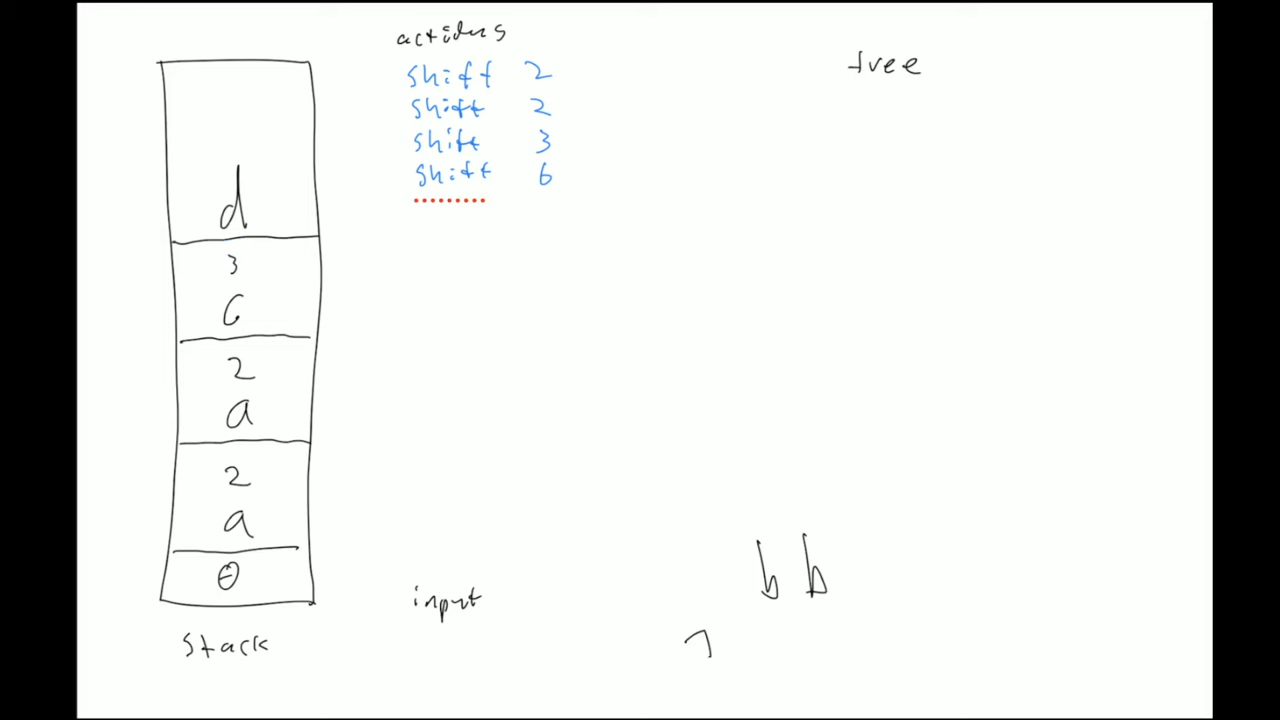 actions
shift 2
shift 2
shift 3
shift 6
tree
d
3
c
2
a
2
a
0
input
b b
stack